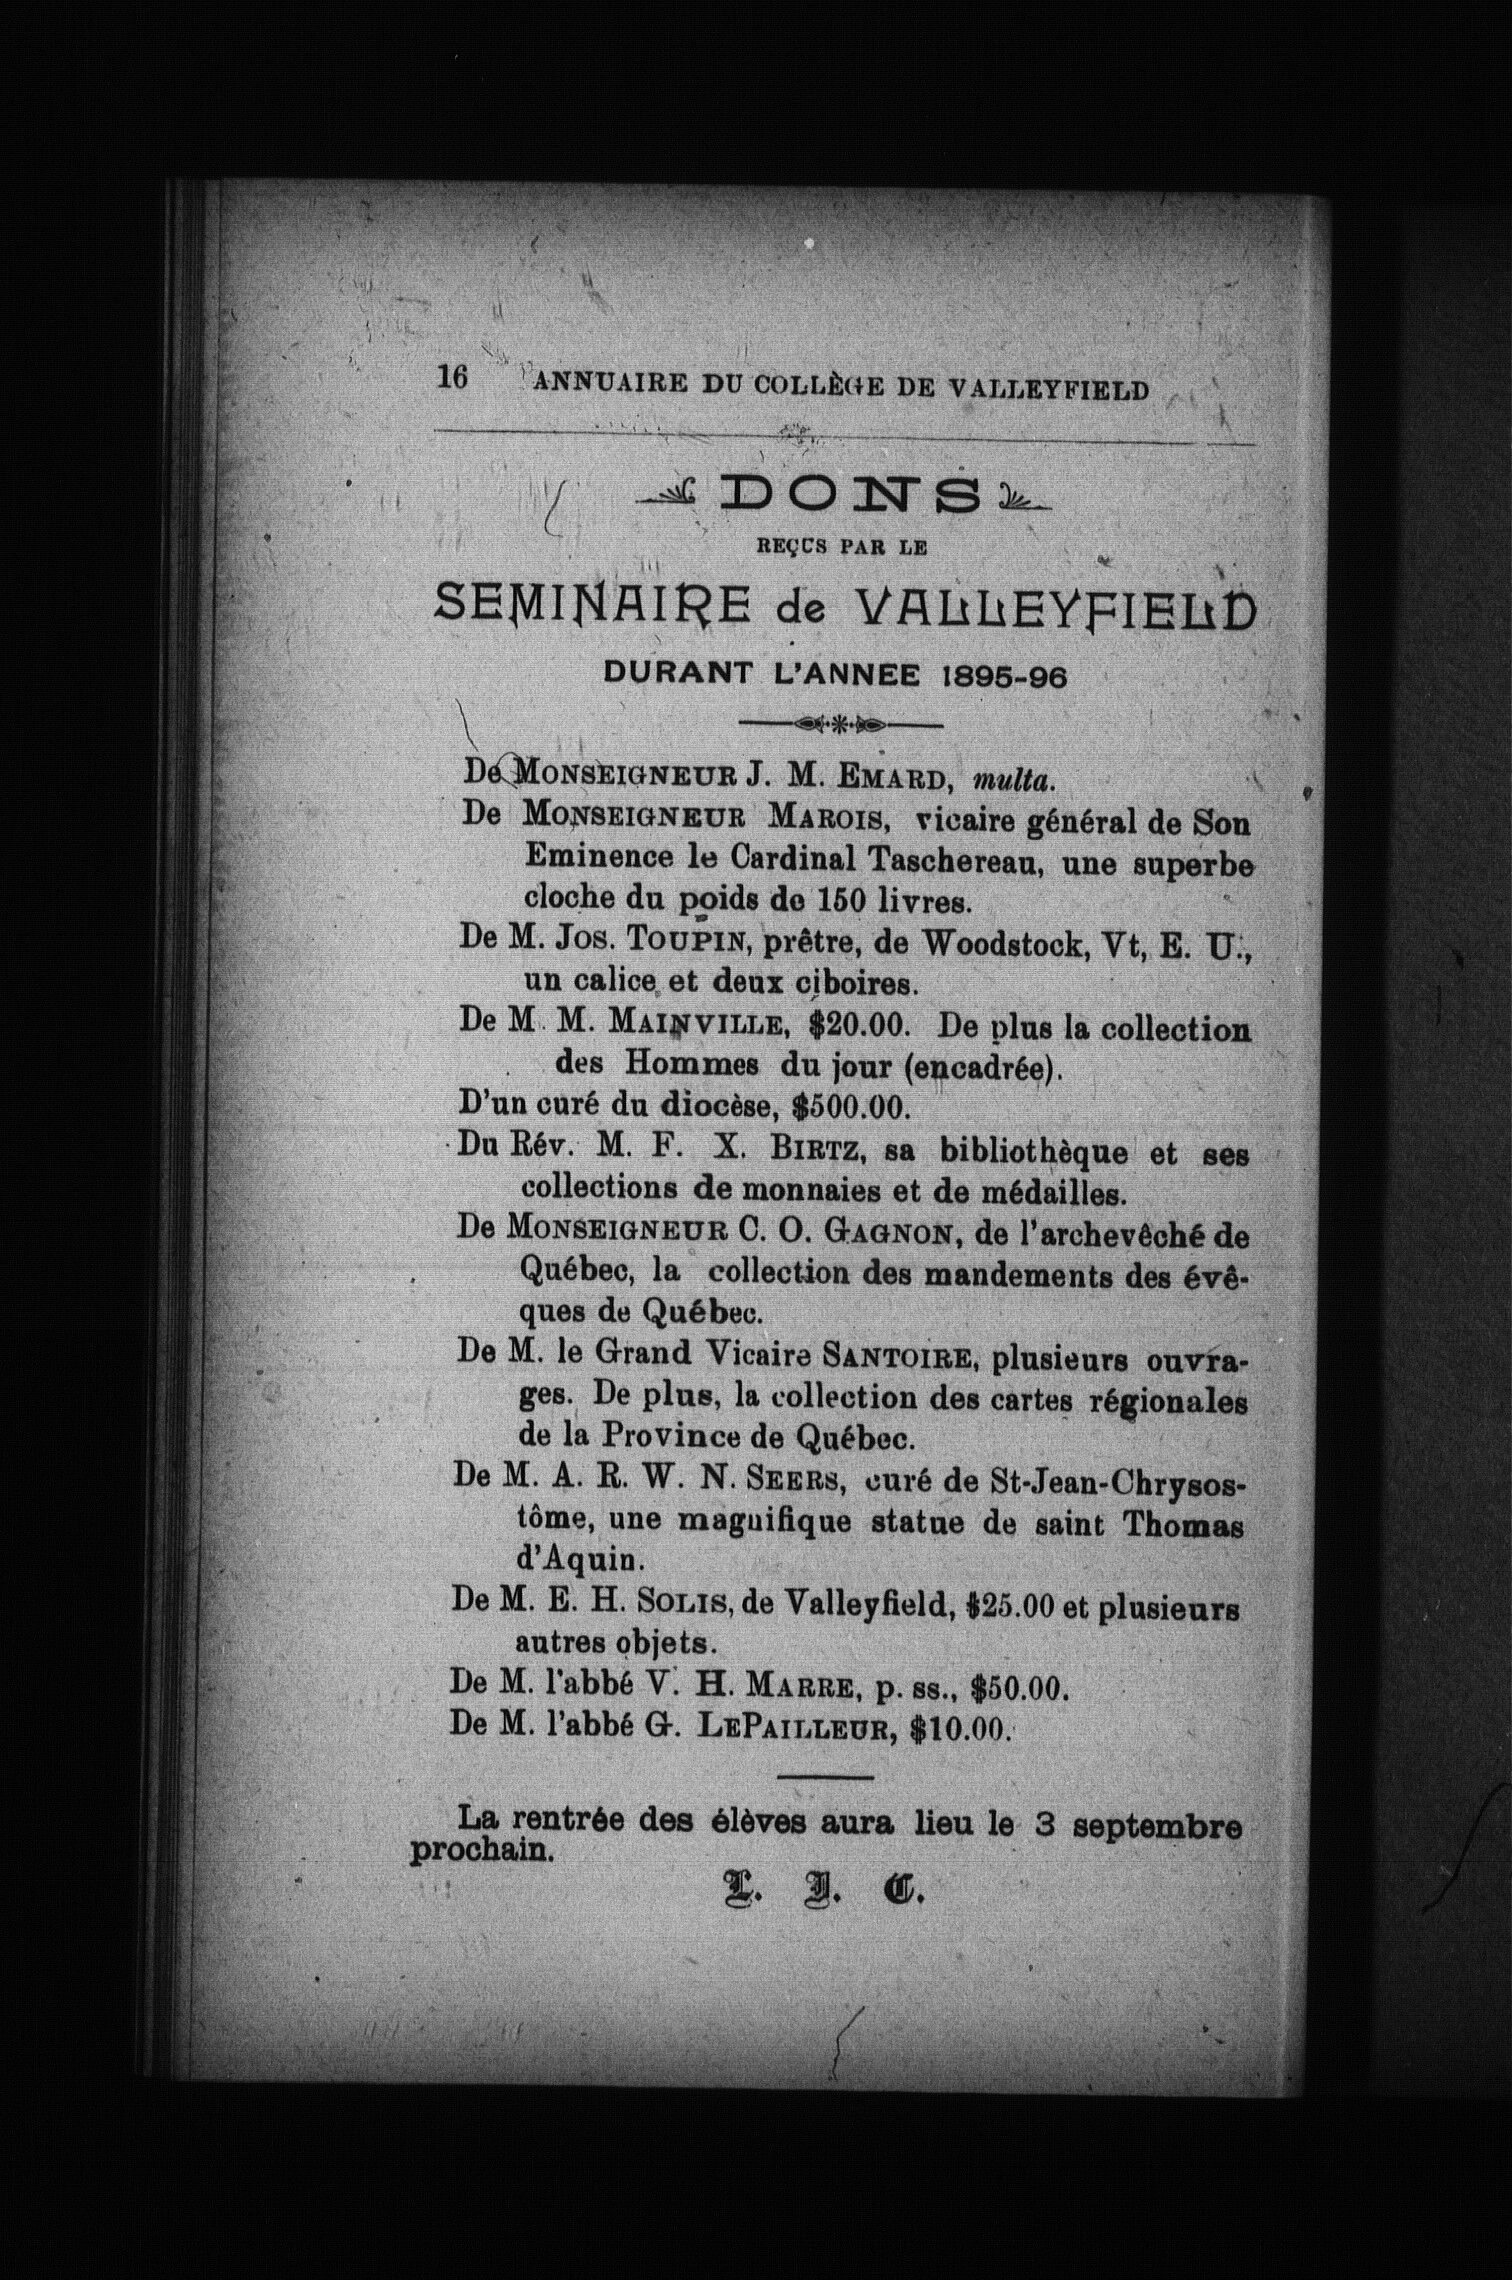 16 ANNUAIRE DU COLLÈGE DE VALLEYFIELD
DONS
REÇUS PAR LE
SEMINAIRE de VALLEYFIELD
DURANT L'ANNEE 1895-96
De MONSEIGNEUR J. M. EMARD, multa.
De MONSEIGNEUR MAROIS, vicaire général de Son
Eminence le Cardinal Taschereau, une superbe
cloche du poids de 150 livres.
De M. JOS. TOUPIN, prêtre, de Woodstock, Vt, E. U.,
un calice et deux ciboires.
De M. M. MAINVILLE, $20.00. De plus la collection
des Hommes du jour (encadrée).
D'un curé du diocèse, $500.00.
Du Rév. M. F. X. BIRTZ, sa bibliothèque et ses
collections de monnaies et de médailles.
De MONSEIGNEUR C. O. GAGNON, de l'archevêché de
Québec, la collection des mandements des évê-
ques de Québec.
De M. le Grand Vicaire SANTOIRE, plusieurs ouvra-
ges. De plus, la collection des cartes régionales
de la Province de Québec.
De M. A. R. W. N. SEERS, curé de St-Jean-Chrysos-
tôme, une magnifique statue de saint Thomas
d'Aquin.
De M. E. H. SOLIS, de Valleyfield, $25.00 et plusieurs
autres objets.
De M. l'abbé V. H. MARRE, p. ss., $50.00.
De M. l'abbé G. LEPAILLEUR, $10.00.
La rentrée des élèves aura lieu le 3 septembre
prochain.
L. J. C.